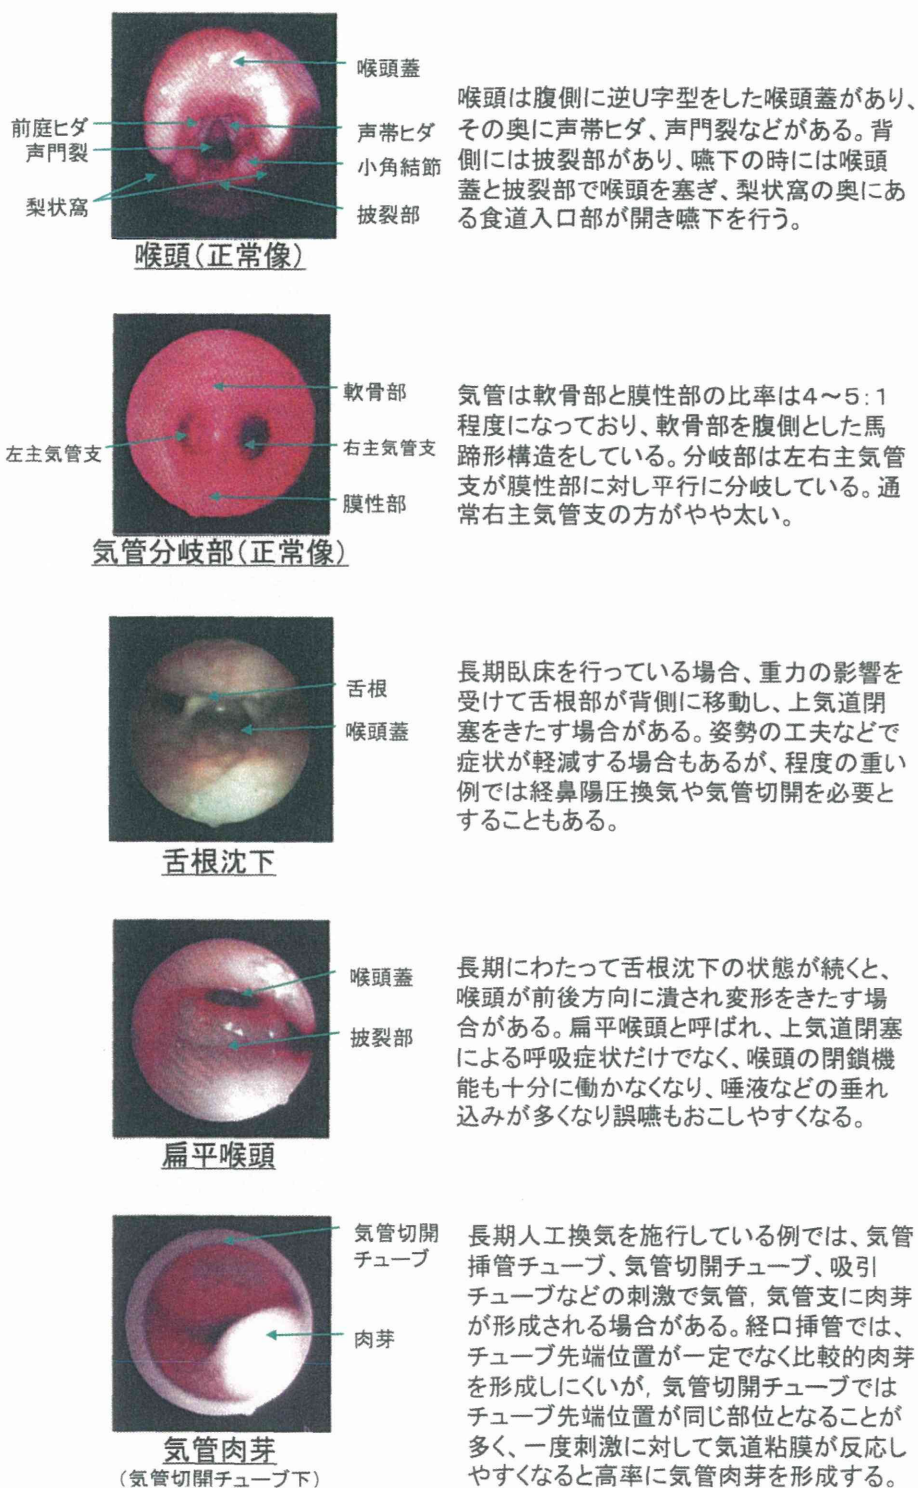 喉頭蓋
前庭ヒダ
声門裂
梨状窩
声帯ヒダ
小角結節
披裂部
喉頭(正常像)
喉頭は腹側に逆U字型をした喉頭蓋があり、
その奥に声帯ヒダ、声門裂などがある。背
側には披裂部があり、嚥下の時には喉頭
蓋と披裂部で喉頭を塞ぎ、梨状窩の奥にあ
る食道入口部が開き嚥下を行う。
軟骨部
左主気管支
右主気管支
膜性部
気管分岐部(正常像)
気管は軟骨部と膜性部の比率は4～5:1
程度になっており、軟骨部を腹側とした馬
蹄形構造をしている。分岐部は左右主気管
支が膜性部に対し平行に分岐している。通
常右主気管支の方がやや太い。
舌根
喉頭蓋
舌根沈下
長期臥床を行っている場合、重力の影響を
受けて舌根部が背側に移動し、上気道閉
塞をきたす場合がある。姿勢の工夫などで
症状が軽減する場合もあるが、程度の重い
例では経鼻陽圧換気や気管切開を必要と
することもある。
喉頭蓋
披裂部
扁平喉頭
長期にわたって舌根沈下の状態が続くと、
喉頭が前後方向に潰され変形をきたす場
合がある。扁平喉頭と呼ばれ、上気道閉塞
による呼吸症状だけでなく、喉頭の閉鎖機
能も十分に働かなくなり、唾液などの垂れ
込みが多くなり誤嚥もおこしやすくなる。
気管切開
チューブ
肉芽
気管肉芽
(気管切開チューブ下)
長期人工換気を施行している例では、気管
挿管チューブ、気管切開チューブ、吸引
チューブなどの刺激で気管, 気管支に肉芽
が形成される場合がある。経口挿管では、
チューブ先端位置が一定でなく比較的肉芽
を形成しにくいが, 気管切開チューブでは
チューブ先端位置が同じ部位となることが
多く、一度刺激に対して気道粘膜が反応し
やすくなると高率に気管肉芽を形成する。